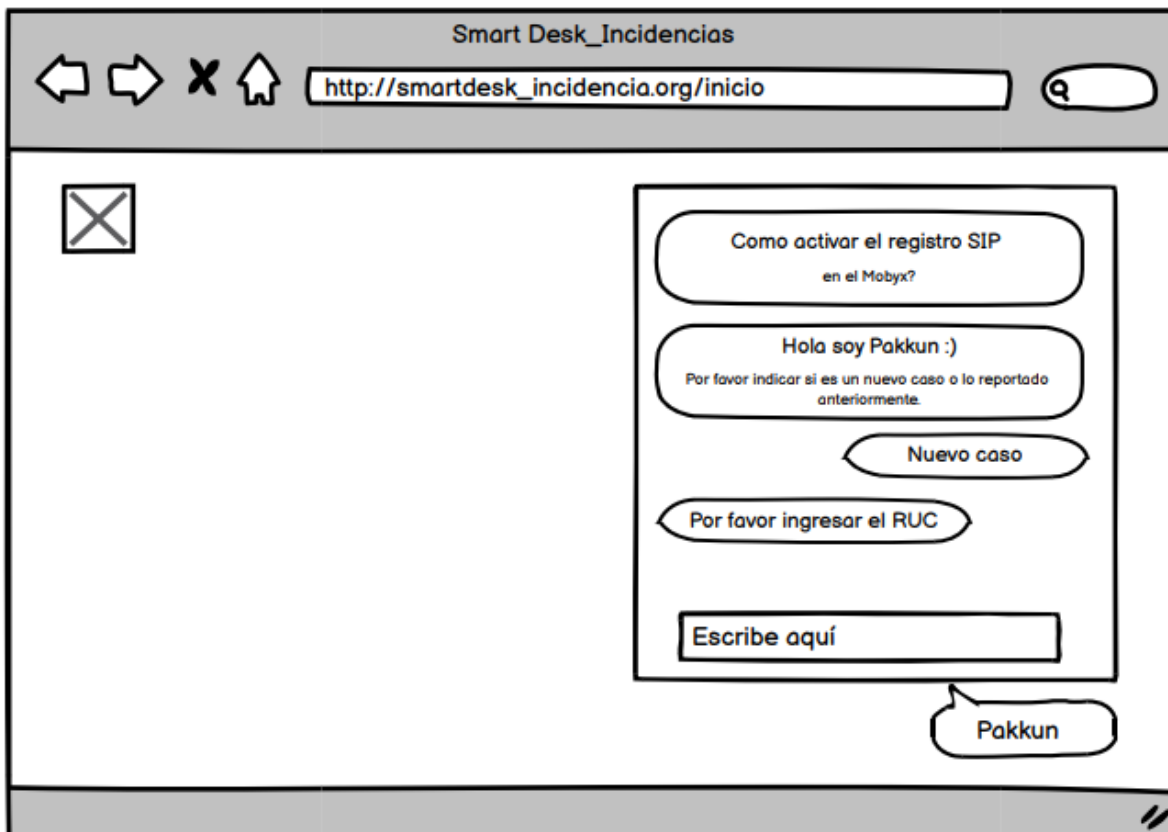 Smart Desk_Incidencias
http://smartdesk_incidencia.org/inicio
Como activar el registro SIP
en el Mobyx?
Hola soy Pakkun :)
Por favor indicar si es un nuevo caso o lo reportado
anteriormente.
Nuevo caso
Por favor ingresar el RUC
Escribe aquí
Pakkun